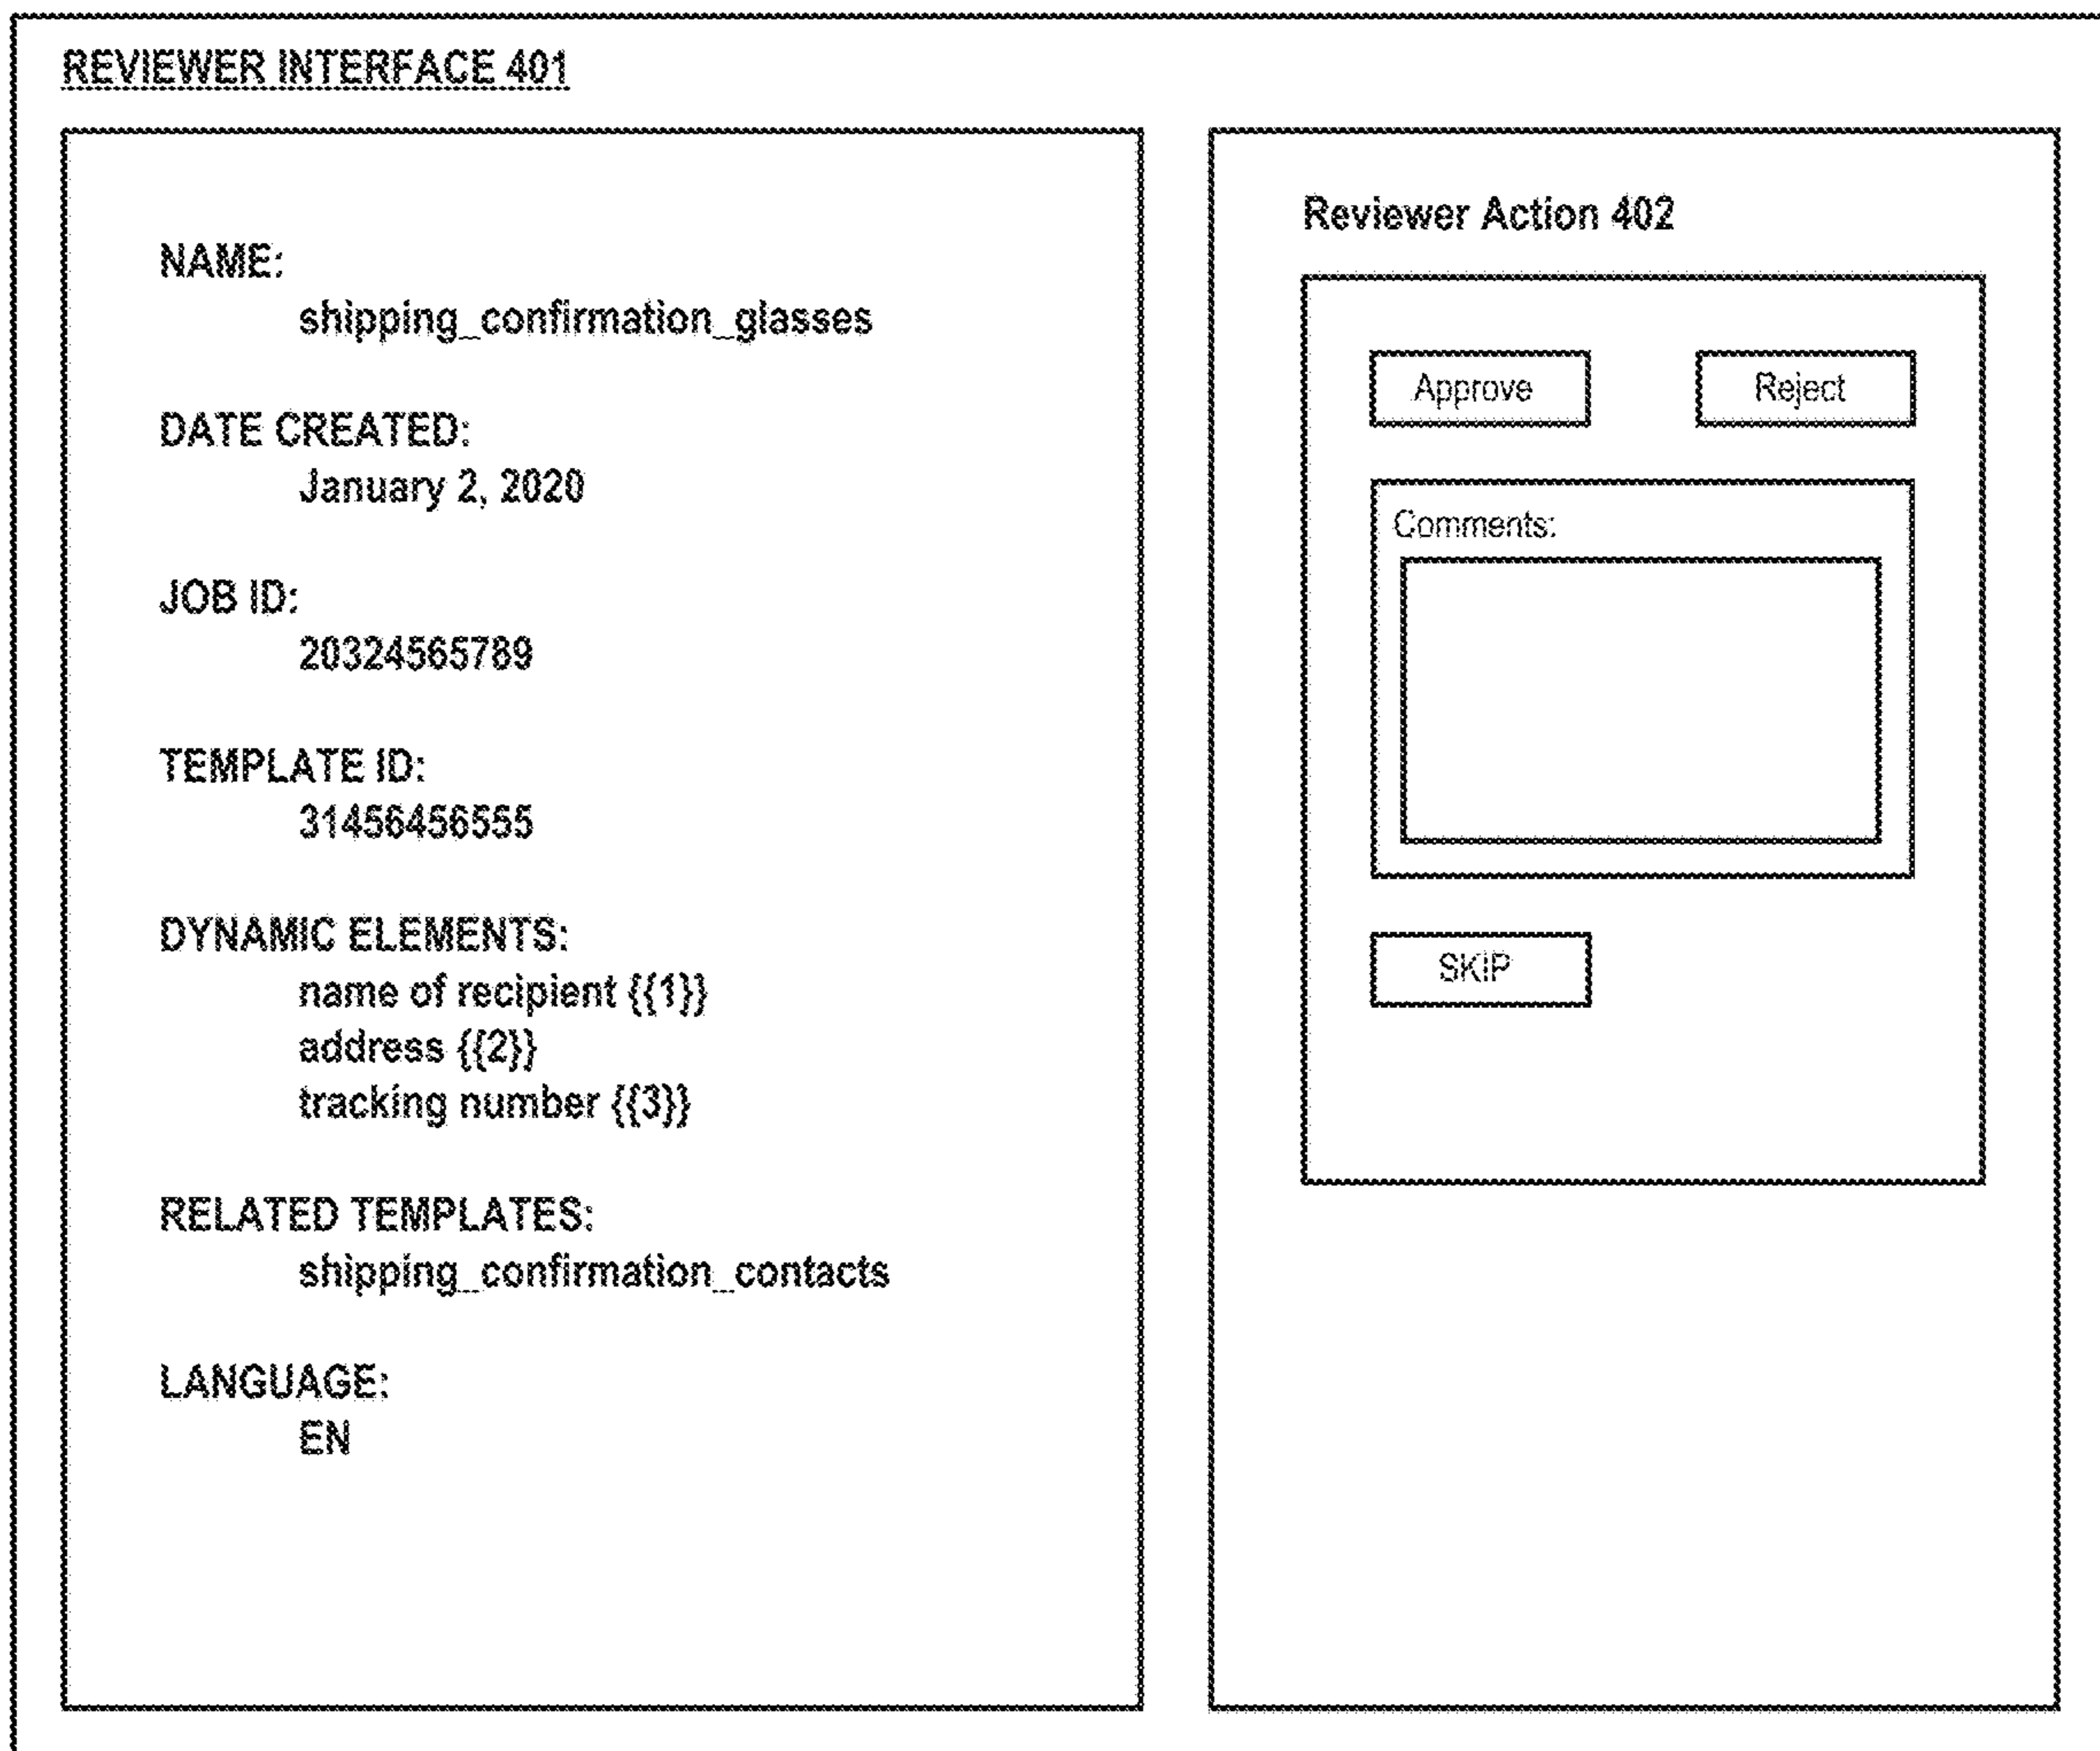 REVIEWER INTERFACE 401
NAME:
shipping_confirmation_glasses
DATE CREATED:
January 2, 2020
JOB ID:
20324565789
TEMPLATE ID:
31456456555
DYNAMIC ELEMENTS:
name of recipient {{1}}
address {{2}}
tracking number {{3}}
RELATED TEMPLATES:
shipping_confirmation_contacts
LANGUAGE:
EN
Reviewer Action 402
Approve
Reject
Comments:
SKIP